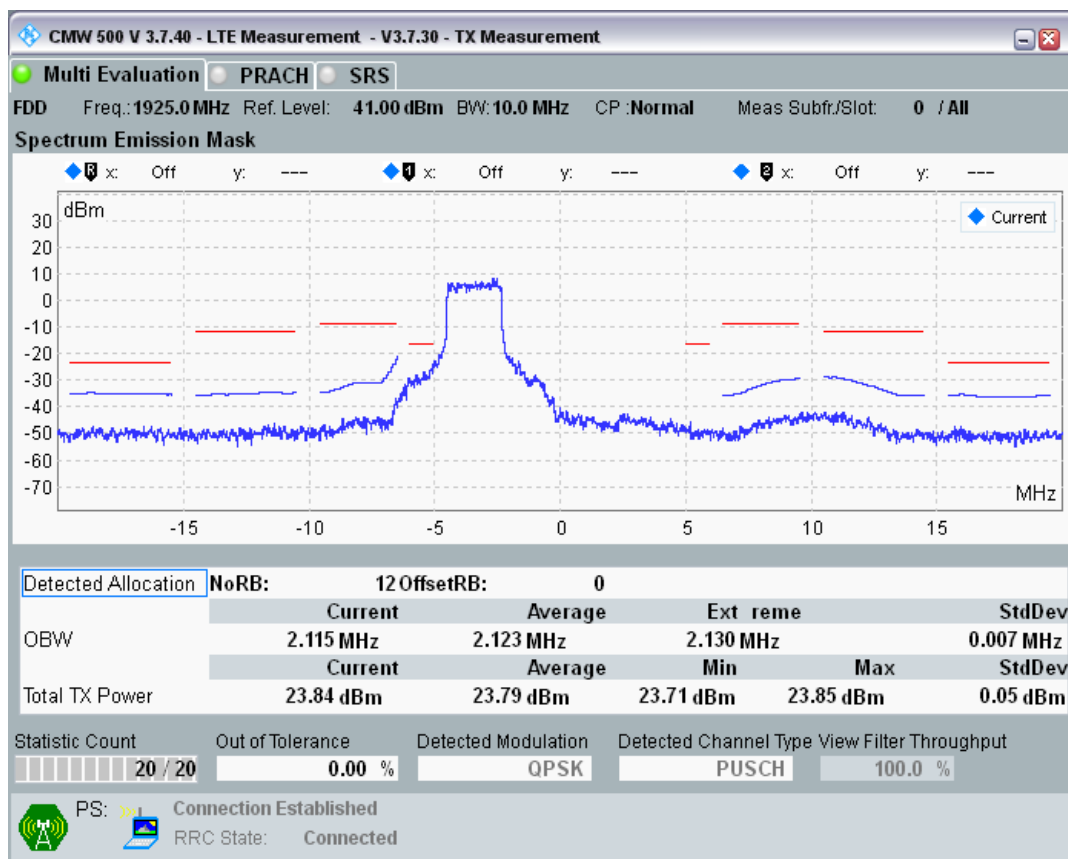 CMW 500 V 3.7.40 - LTE Measurement - V3.7.30 - TX Measurement
Multi Evaluation PRACH SRS
FDD Freq.: 1925.0 MHz Ref. Level: 41.00 dBm BW: 10.0 MHz CP :Normal Meas Subfr./Slot: 0 / All
Spectrum Emission Mask
R x: Off y: --- 1 x: Off y: --- 2 x: Off y: ---
dBm
Current
30
20
10
0
-10
-20
-30
-40
-50
-60
-70
MHz
-15 -10 -5 0 5 10 15
Detected Allocation NoRB: 12 OffsetRB: 0
Current Average Ext reme StdDev
OBW 2.115 MHz 2.123 MHz 2.130 MHz 0.007 MHz
Current Average Min Max StdDev
Total TX Power 23.84 dBm 23.79 dBm 23.71 dBm 23.85 dBm 0.05 dBm
Statistic Count Out of Tolerance Detected Modulation Detected Channel Type View Filter Throughput
20 / 20 0.00 % QPSK PUSCH 100.0 %
PS: Connection Established
RRC State: Connected